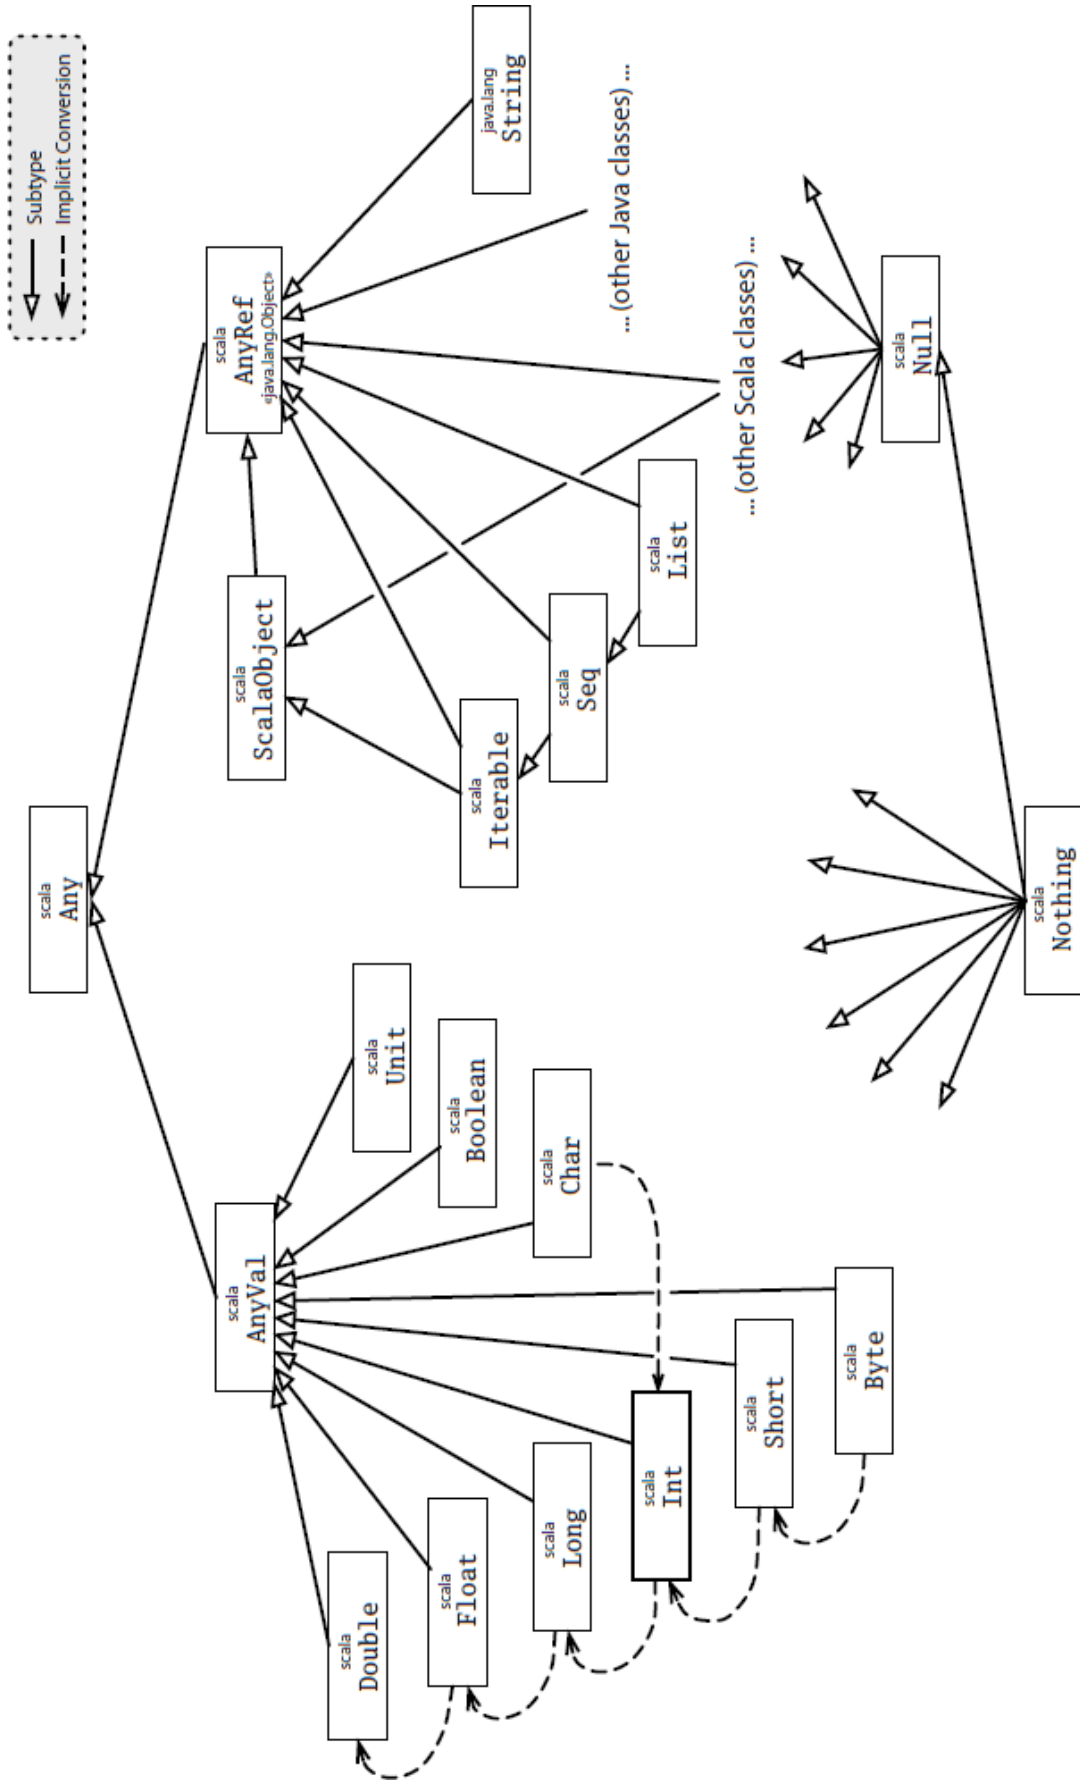 Subtype
Implicit Conversion
scala
Any
scala
AnyVal
scala
AnyRef
«java.lang.Object»
scala
Double
scala
Float
scala
Long
scala
Int
scala
Short
scala
Byte
scala
Char
scala
Boolean
scala
Unit
scala
ScalaObject
scala
Iterable
scala
Seq
scala
List
java.lang
String
... (other Java classes) ...
... (other Scala classes) ...
scala
Null
scala
Nothing